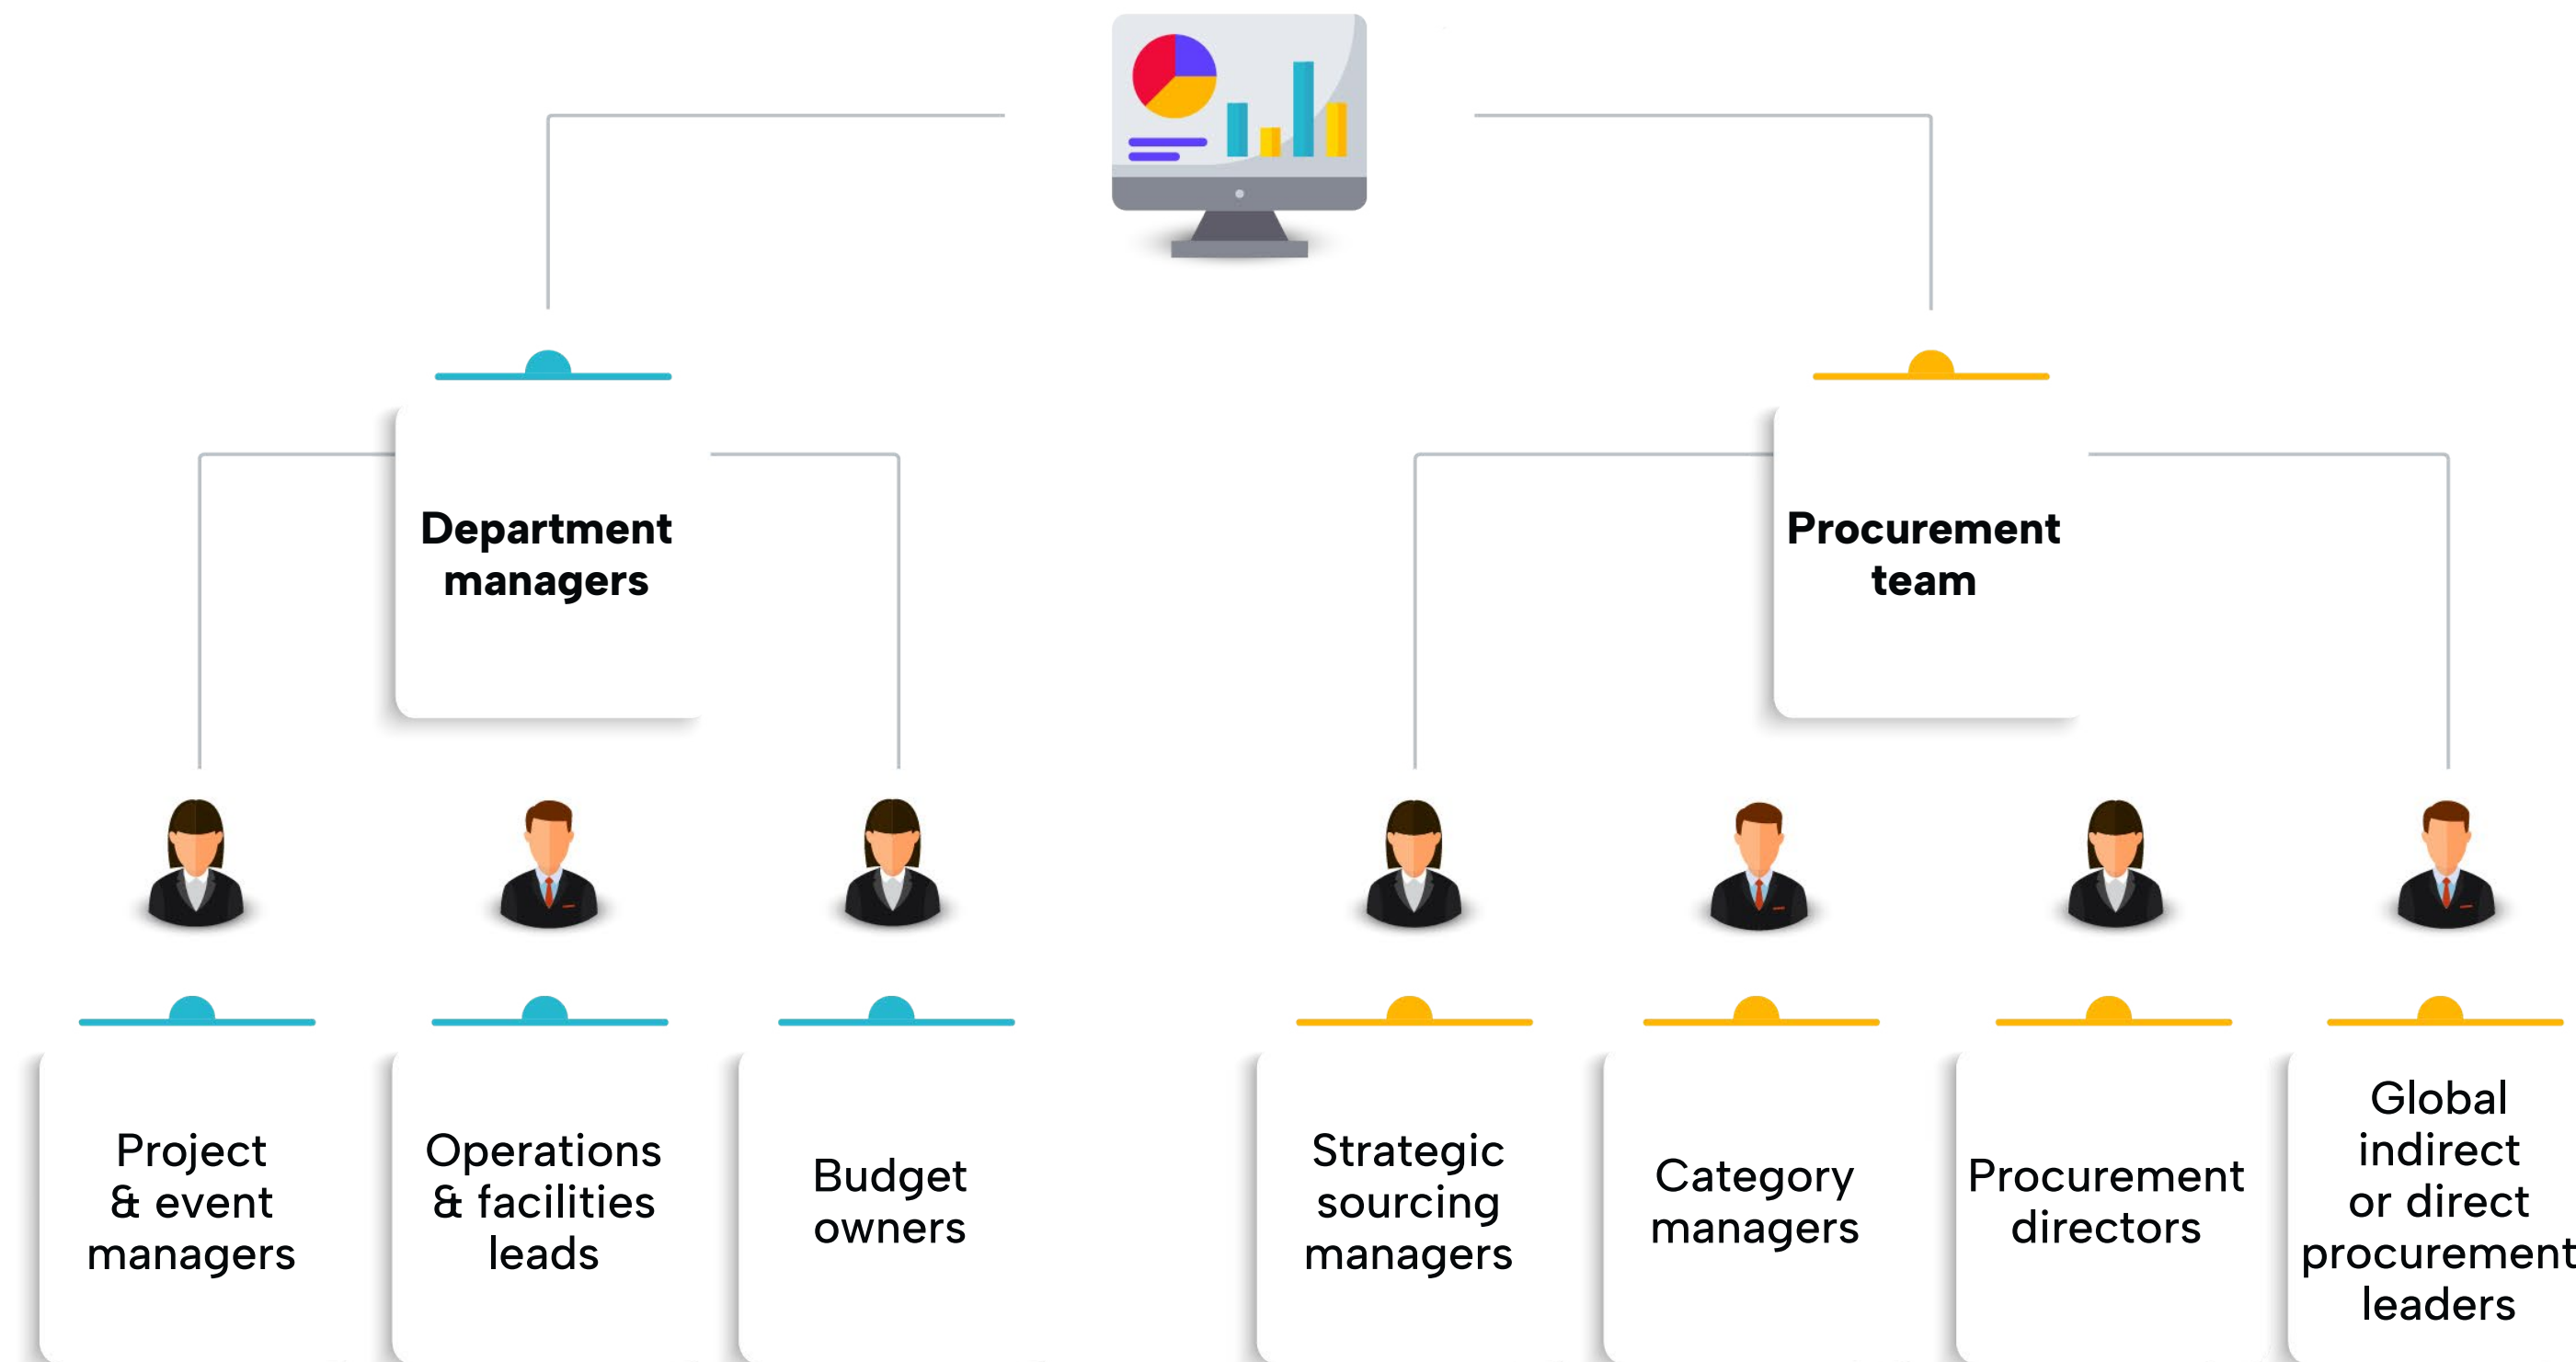 Department
managers
Procurement
team
Project
& event
managers
Operations
& facilities
leads
Budget
owners
Strategic
sourcing
managers
Category
managers
Procurement
directors
Global
indirect
or direct
procurement
leaders